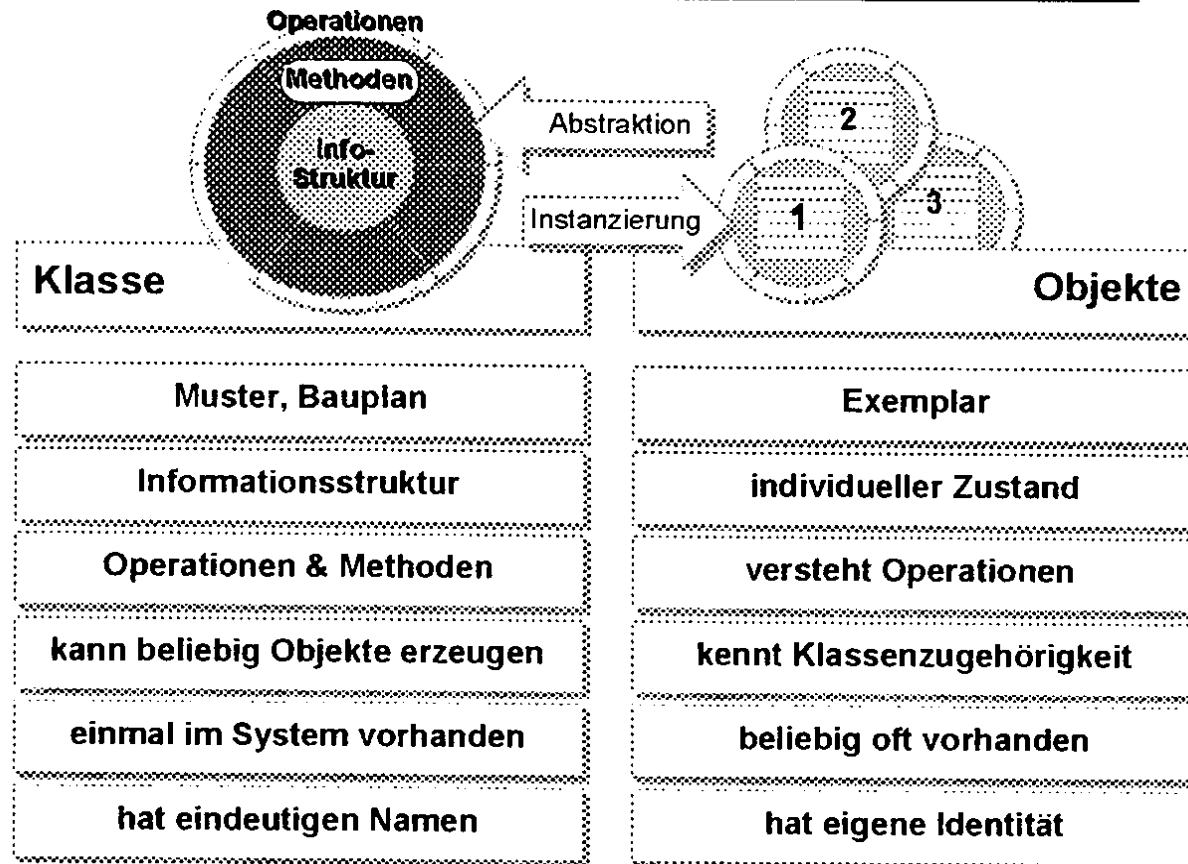 Operationen
Methoden
Info-
Struktur
Abstraktion
Instanzierung
2
1
3
Klasse
Objekte
Muster, Bauplan
Exemplar
Informationsstruktur
individueller Zustand
Operationen & Methoden
versteht Operationen
kann beliebig Objekte erzeugen
kennt Klassenzugehörigkeit
einmal im System vorhanden
beliebig oft vorhanden
hat eindeutigen Namen
hat eigene Identität